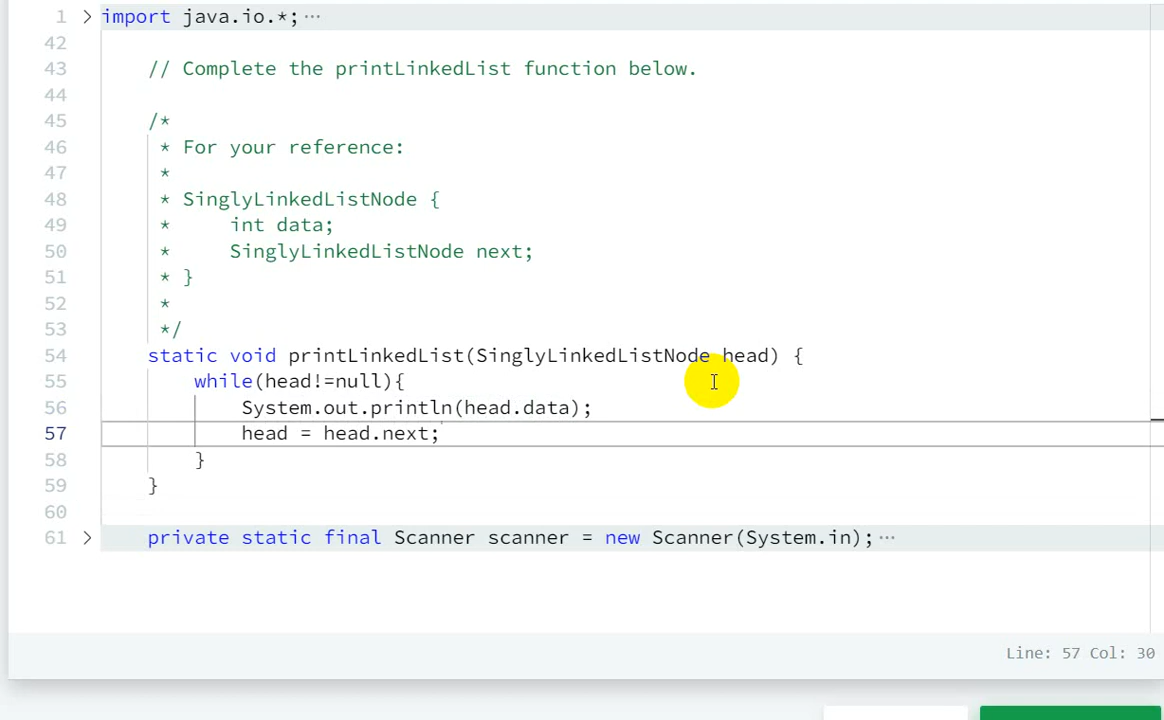 1 > import java.io.*; ···
42
43 // Complete the printLinkedList function below.
44
45 /*
46 * For your reference:
47 *
48 * SinglyLinkedListNode {
49 *     int data;
50 *     SinglyLinkedListNode next;
51 * }
52 *
53 */
54 static void printLinkedList(SinglyLinkedListNode head) {
55     while(head!=null){
56         System.out.println(head.data);
57         head = head.next;
58     }
59 }
60
61 > private static final Scanner scanner = new Scanner(System.in); ···
Line: 57 Col: 30